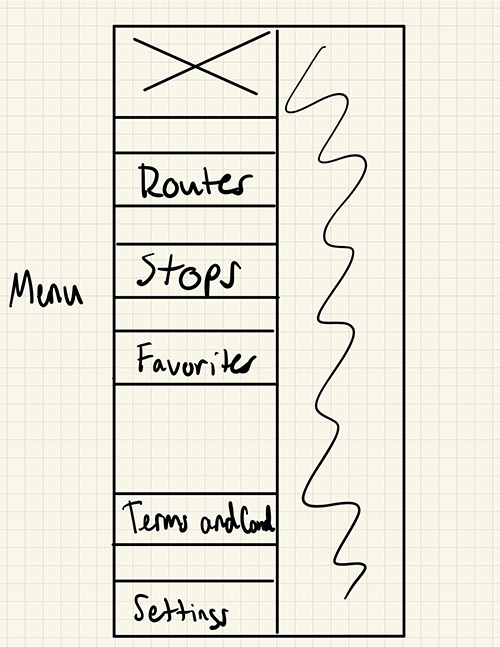 Menu
Routes
Stops
Favorites
Terms and Cond
Settings